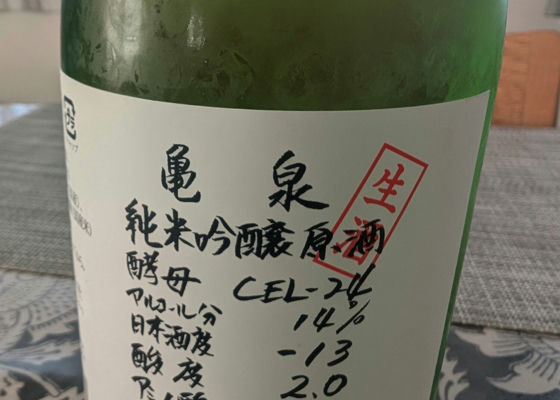 亀泉
生酒
純米吟醸原酒
酵母 CEL-24
アルコール分 14%
日本酒度 -13
酸度 2.0